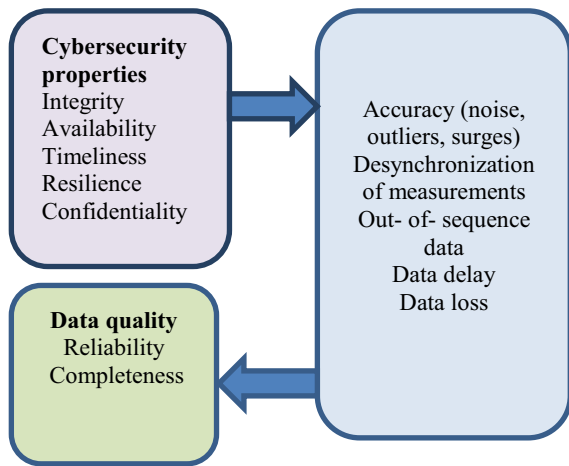 Cybersecurity
properties
Integrity
Availability
Timeliness
Resilience
Confidentiality
Accuracy (noise,
outliers, surges)
Desynchronization
of measurements
Out- of- sequence
data
Data delay
Data loss
Data quality
Reliability
Completeness